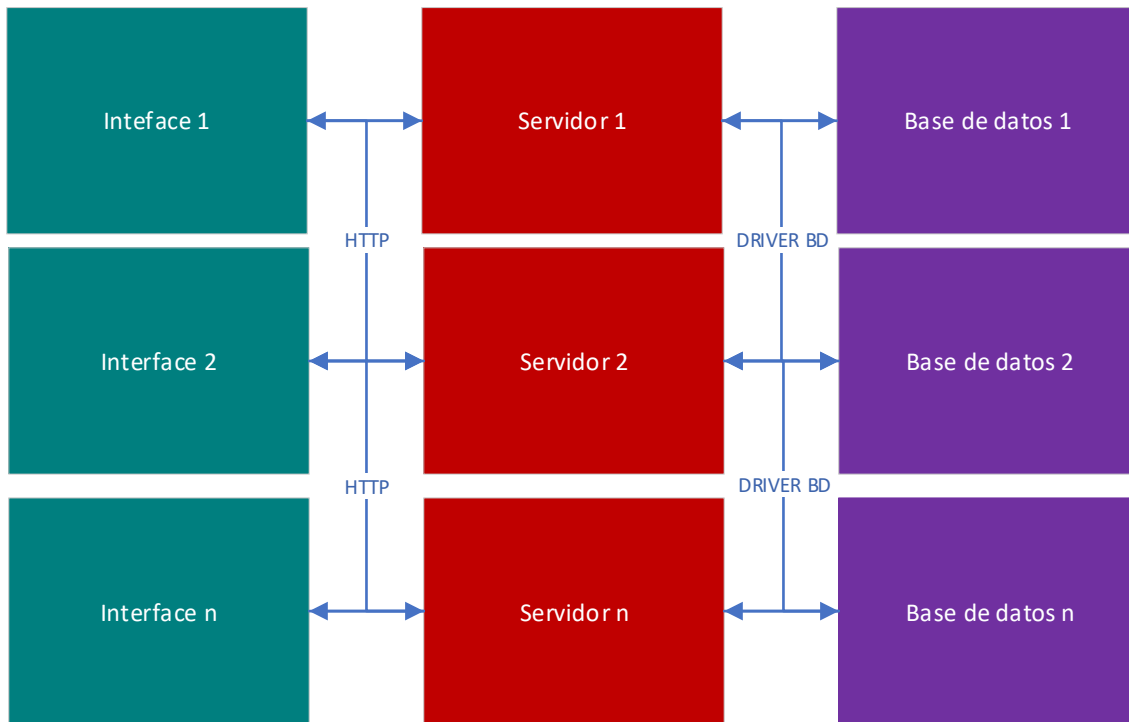 Inteface 1
Servidor 1
Base de datos 1
HTTP
DRIVER BD
Interface 2
Servidor 2
Base de datos 2
HTTP
DRIVER BD
Interface n
Servidor n
Base de datos n